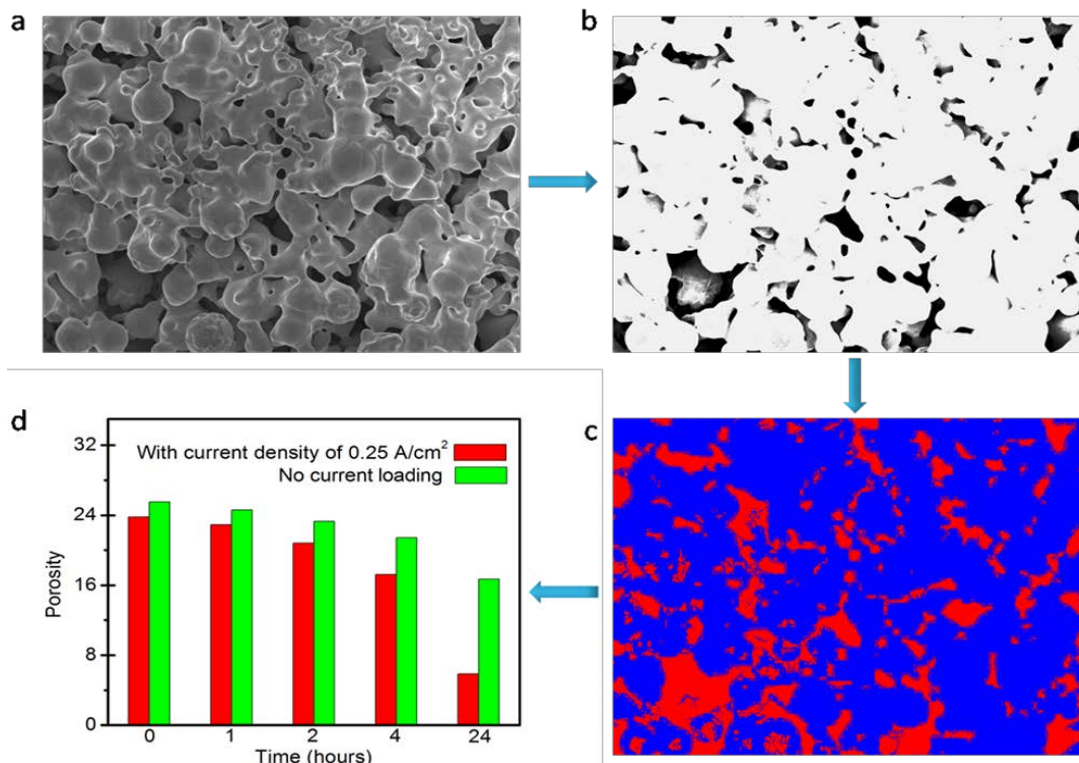 a
b
c
d
With current density of 0.25 A/cm²
No current loading
Porosity
32
24
16
8
0
0 1 2 4 24
Time (hours)